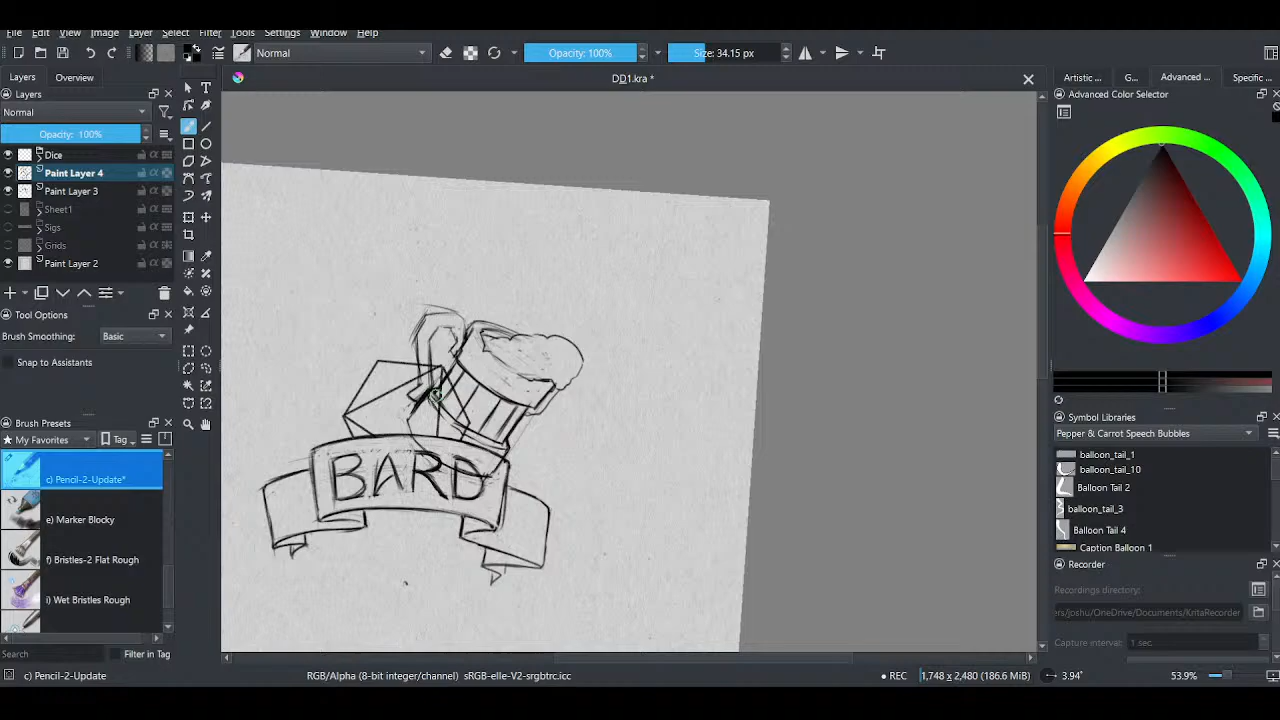 File Edit View Image Layer Select Filter Tools Settings Window Help
Normal Opacity: 100% Size: 34.15 px
Layers Overview
DD1.kra *
Artistic ... G... Advanced ... Specific ...
Layers
Advanced Color Selector
Normal
Opacity: 100%
Dice
Paint Layer 4
Paint Layer 3
Sheet1
Sigs
Grids
Paint Layer 2
Tool Options
Brush Smoothing: Basic
Snap to Assistants
Brush Presets
My Favorites Tag
c) Pencil-2-Update*
e) Marker Blocky
f) Bristles-2 Flat Rough
i) Wet Bristles Rough
Search Filter in Tag
BARD
Symbol Libraries
Pepper & Carrot Speech Bubbles
balloon_tail_1
balloon_tail_10
Balloon Tail 2
balloon_tail_3
Balloon Tail 4
Caption Balloon 1
Recorder
Recordings directory:
ers/joshu/OneDrive/Documents/KritaRecorder
Capture interval: 1 sec
c) Pencil-2-Update RGB/Alpha (8-bit integer/channel) sRGB-elle-V2-srgbtrc.icc REC 1,748 x 2,480 (186.6 MiB) 3.94° 53.9%